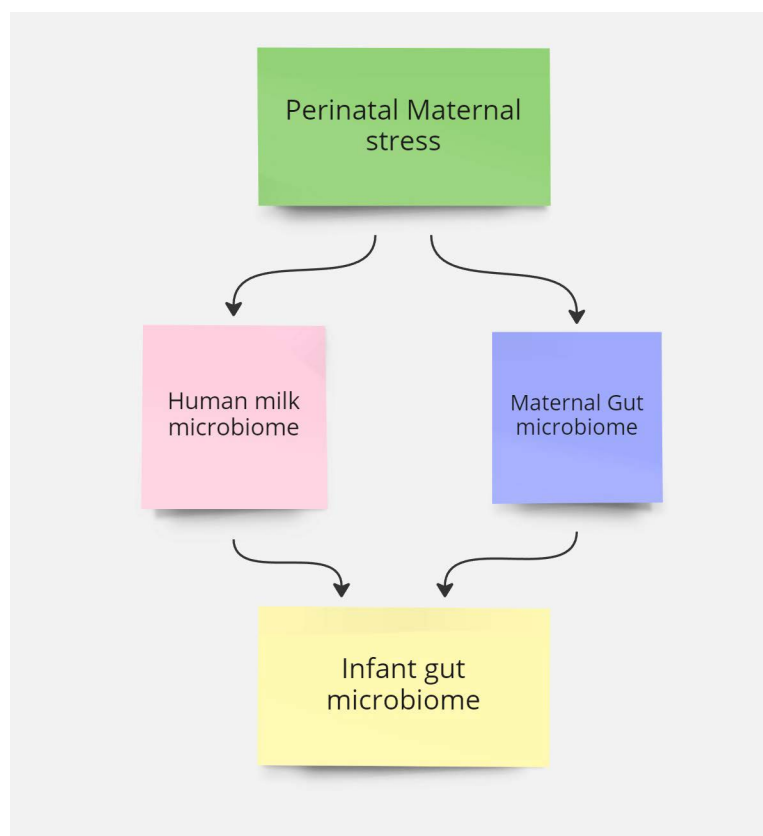 Perinatal Maternal
stress
Human milk
microbiome
Maternal Gut
microbiome
Infant gut
microbiome